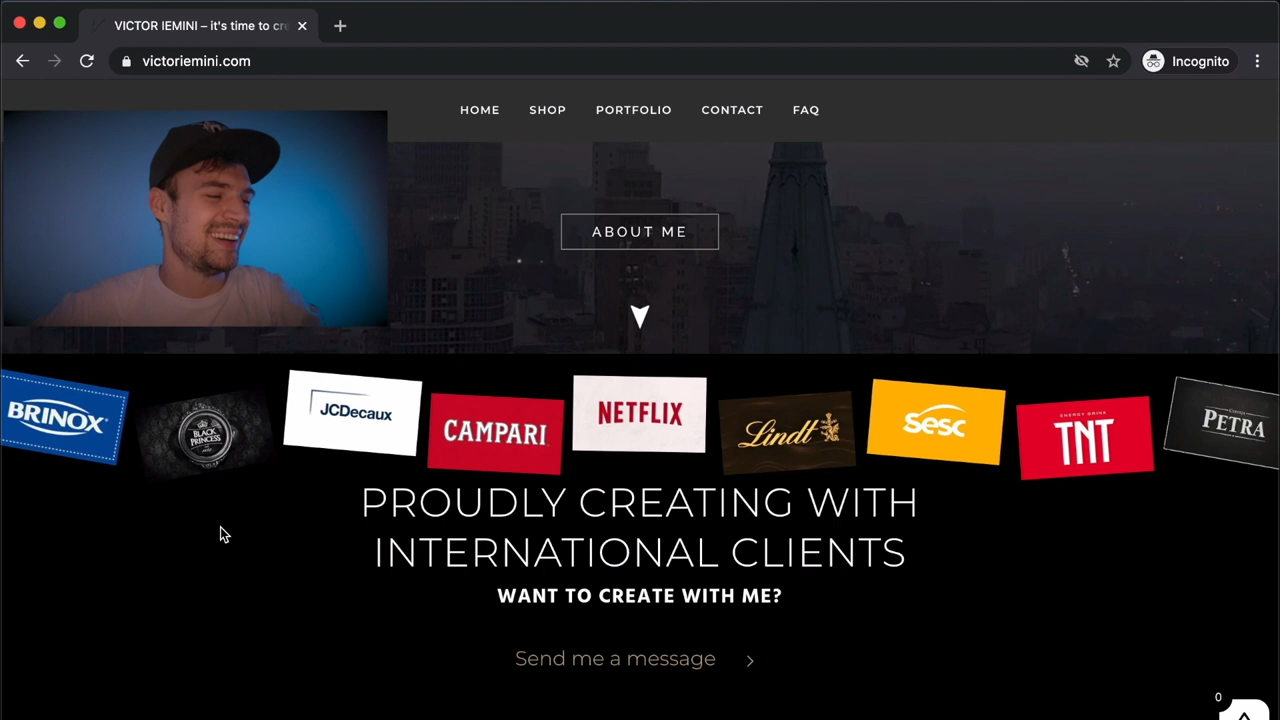 VICTOR IEMINI – it's time to cre
victoriemini.com
Incognito
HOME SHOP PORTFOLIO CONTACT FAQ
ABOUT ME
BRINOX
BLACK
PRINCESS
JCDecaux
CAMPARI
NETFLIX
Lindt
Sesc
ENERGY DRINK
TNT
PETRA
PROUDLY CREATING WITH
INTERNATIONAL CLIENTS
WANT TO CREATE WITH ME?
Send me a message
0